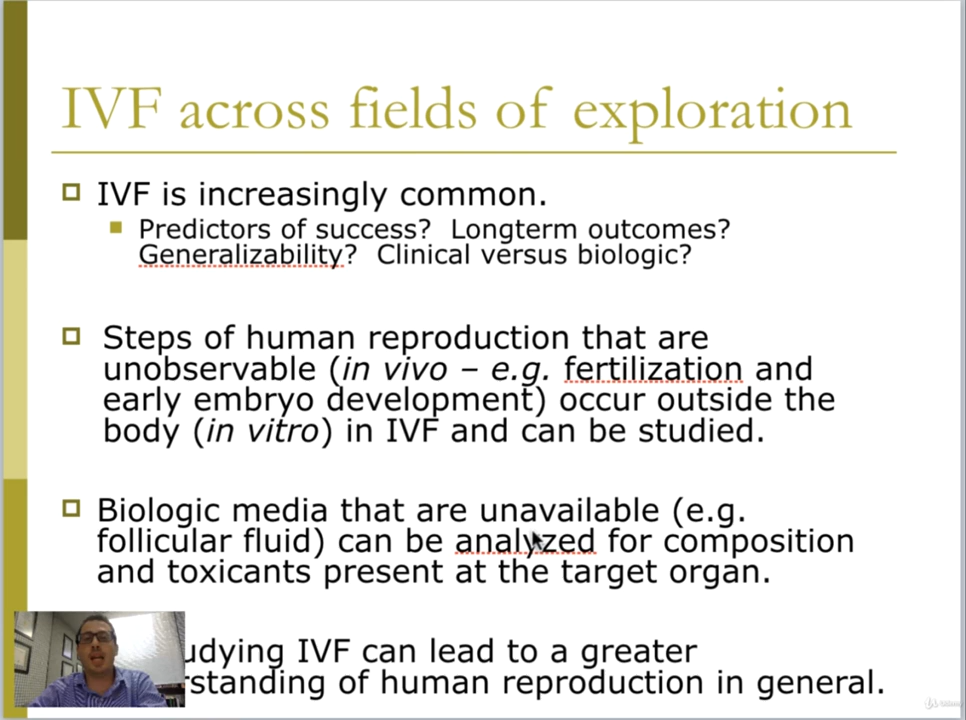 IVF across fields of exploration
IVF is increasingly common.
Predictors of success?  Longterm outcomes?
Generalizability?  Clinical versus biologic?
Steps of human reproduction that are
unobservable (in vivo – e.g. fertilization and
early embryo development) occur outside the
body (in vitro) in IVF and can be studied.
Biologic media that are unavailable (e.g.
follicular fluid) can be analyzed for composition
and toxicants present at the target organ.
udying IVF can lead to a greater
rstanding of human reproduction in general.